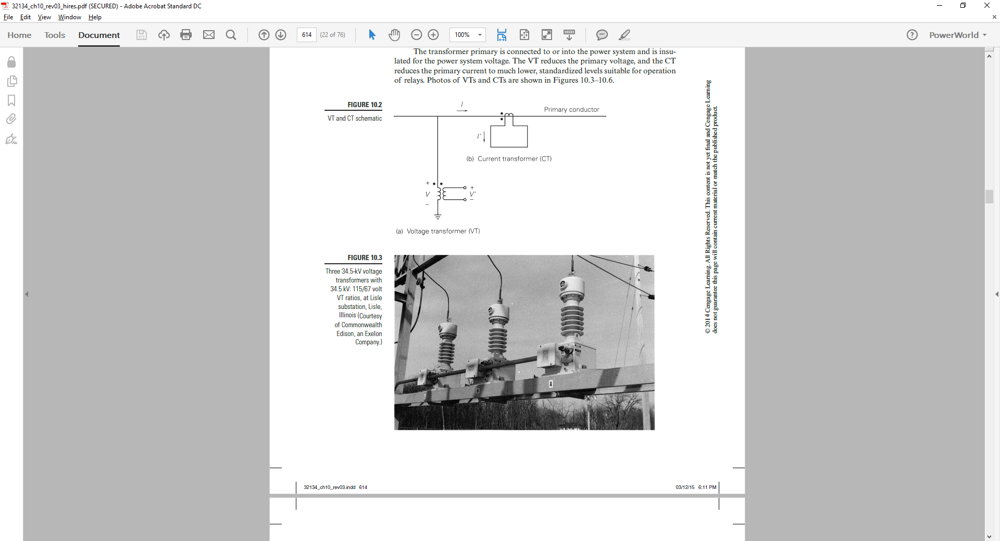 32134_ch10_rev03_hires.pdf (SECURED) - Adobe Acrobat Standard DC
File Edit View Window Help
Home Tools Document 614 (22 of 76) 100% PowerWorld
The transformer primary is connected to or into the power system and is insu-
lated for the power system voltage. The VT reduces the primary voltage, and the CT
reduces the primary current to much lower, standardized levels suitable for operation
of relays. Photos of VTs and CTs are shown in Figures 10.3–10.6.
FIGURE 10.2
VT and CT schematic
I
Primary conductor
I'
(b) Current transformer (CT)
+
+
V
V'
–
–
(a) Voltage transformer (VT)
FIGURE 10.3
Three 34.5-kV voltage
transformers with
34.5 kV: 115/67 volt
VT ratios, at Lisle
substation, Lisle,
Illinois (Courtesy
of Commonwealth
Edison, an Exelon
Company.)
B
A
© 2014 Cengage Learning. All Rights Reserved. This content is not yet final and Cengage Learning
does not guarantee this page will contain current material or match the published product.
32134_ch10_rev03.indd 614
03/12/15 6:11 PM